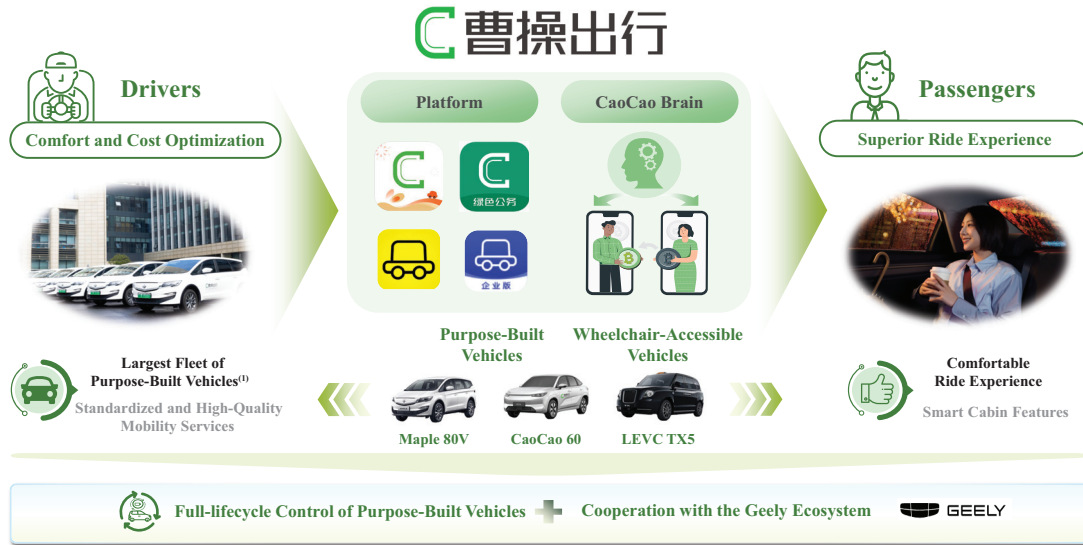 曹操出行
Drivers
Comfort and Cost Optimization
Platform
CaoCao Brain
绿色公务
企业版
Passengers
Superior Ride Experience
Largest Fleet of
Purpose-Built Vehicles(1)
Standardized and High-Quality
Mobility Services
Purpose-Built
Vehicles
Wheelchair-Accessible
Vehicles
Maple 80V
CaoCao 60
LEVC TX5
Comfortable
Ride Experience
Smart Cabin Features
Full-lifecycle Control of Purpose-Built Vehicles
Cooperation with the Geely Ecosystem
GEELY